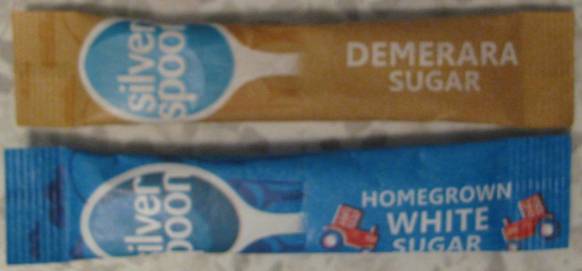 silver
spoon
DEMERARA
SUGAR
silver
spoon
HOMEGROWN
WHITE
SUGAR